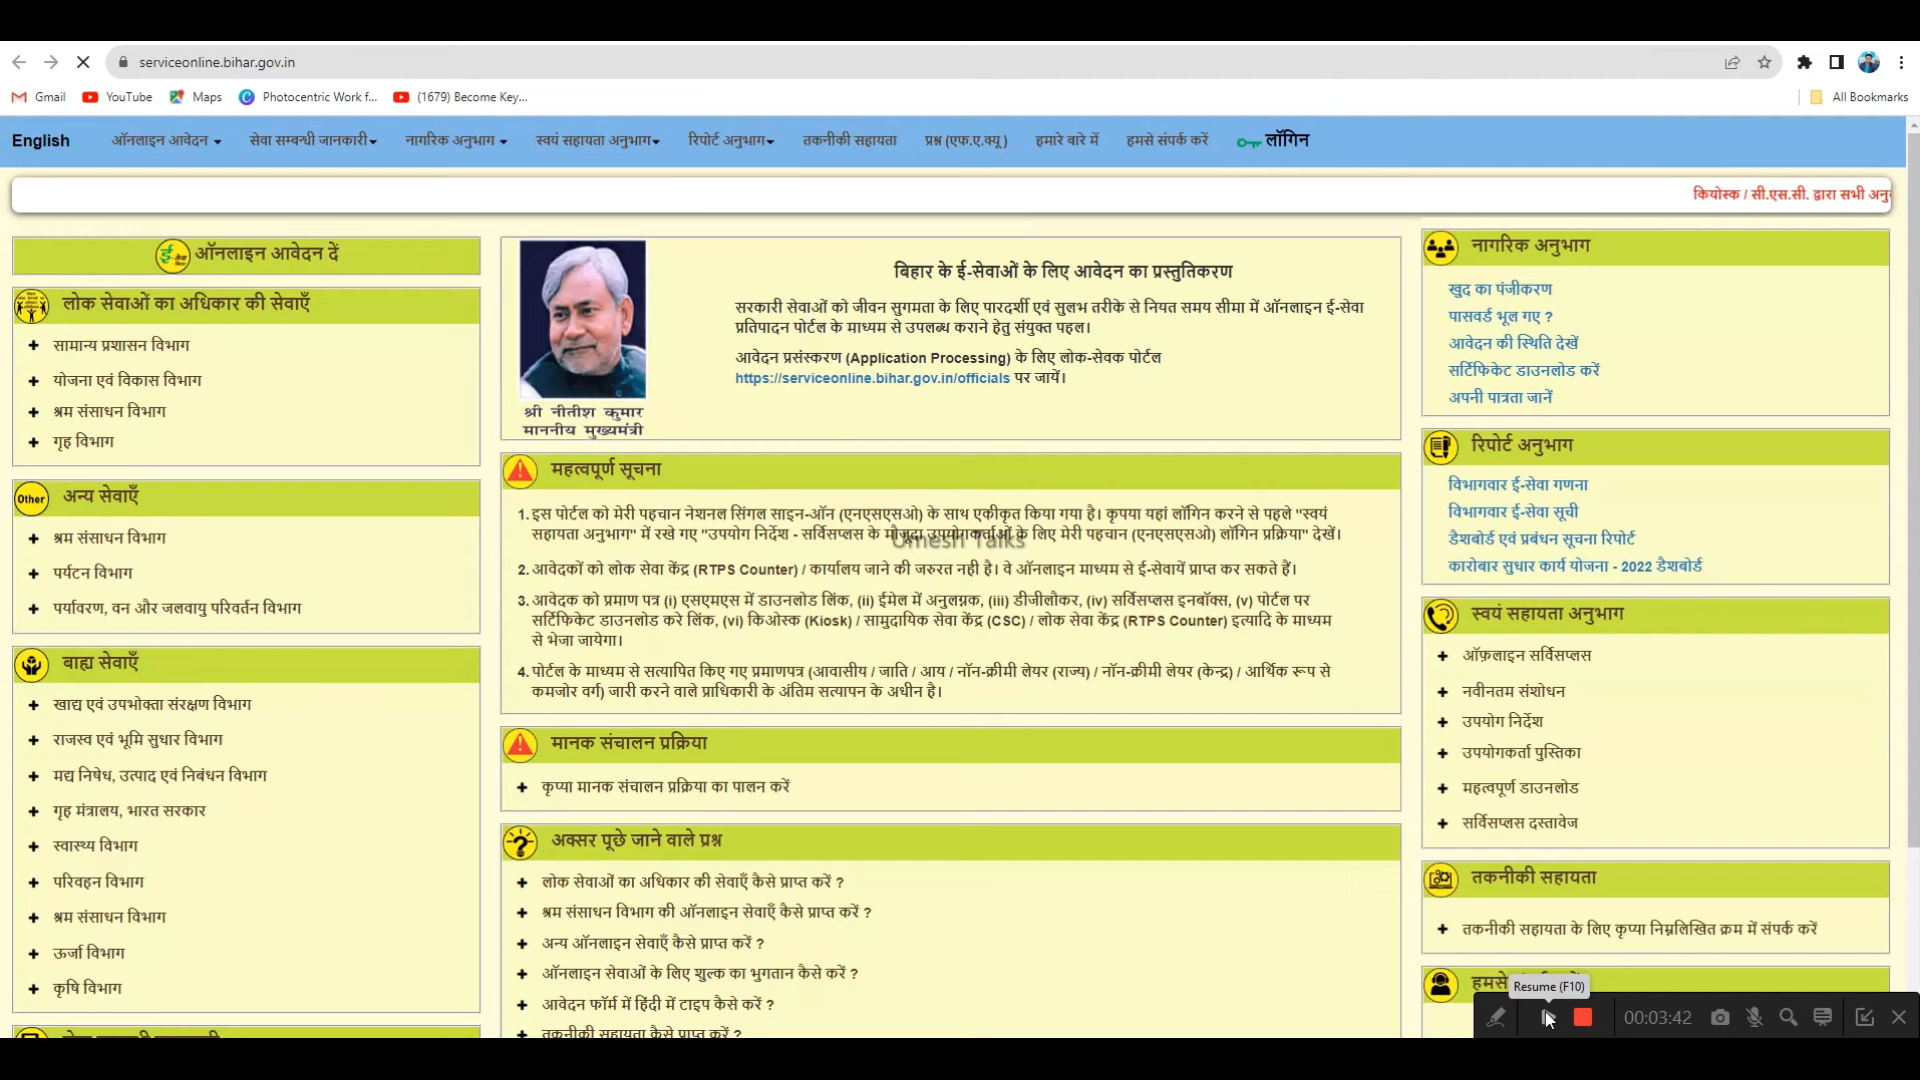 serviceonline.bihar.gov.in
Gmail YouTube Maps Photocentric Work f... (1679) Become Key... All Bookmarks
English ऑनलाइन आवेदन सेवा सम्बन्धी जानकारी नागरिक अनुभाग स्वयं सहायता अनुभाग रिपोर्ट अनुभाग तकनीकी सहायता प्रश्न (एफ.ए.क्यू) हमारे बारे में हमसे संपर्क करें लॉगिन
कियोस्क / सी.एस.सी. द्वारा सभी
ऑनलाइन आवेदन दें
लोक सेवाओं का अधिकार की सेवाएँ
+ सामान्य प्रशासन विभाग
+ योजना एवं विकास विभाग
+ श्रम संसाधन विभाग
+ गृह विभाग
Other अन्य सेवाएँ
+ श्रम संसाधन विभाग
+ पर्यटन विभाग
+ पर्यावरण, वन और जलवायु परिवर्तन विभाग
बाह्य सेवाएँ
+ खाद्य एवं उपभोक्ता संरक्षण विभाग
+ राजस्व एवं भूमि सुधार विभाग
+ मद्य निषेध, उत्पाद एवं निबंधन विभाग
+ गृह मंत्रालय, भारत सरकार
+ स्वास्थ्य विभाग
+ परिवहन विभाग
+ श्रम संसाधन विभाग
+ ऊर्जा विभाग
+ कृषि विभाग
श्री नीतीश कुमार
माननीय मुख्यमंत्री
बिहार के ई-सेवाओं के लिए आवेदन का प्रस्तुतिकरण
सरकारी सेवाओं को जीवन सुगमता के लिए पारदर्शी एवं सुलभ तरीके से नियत समय सीमा में ऑनलाइन ई-सेवा
प्रतिपादन पोर्टल के माध्यम से उपलब्ध कराने हेतु संयुक्त पहल।
आवेदन प्रसंस्करण (Application Processing) के लिए लोक-सेवक पोर्टल
https://serviceonline.bihar.gov.in/officials पर जायें।
महत्वपूर्ण सूचना
1. इस पोर्टल को मेरी पहचान नेशनल सिंगल साइन-ऑन (एनएसएसओ) के साथ एकीकृत किया गया है। कृपया यहां लॉगिन करने से पहले "स्वयं
सहायता अनुभाग" में रखे गए "उपयोग निर्देश - सर्विसप्लस के मौजूदा उपयोगकर्ताओं के लिए मेरी पहचान (एनएसएसओ) लॉगिन प्रक्रिया" देखें।
Umesh Talks
2. आवेदकों को लोक सेवा केंद्र (RTPS Counter) / कार्यालय जाने की जरुरत नही है। वे ऑनलाइन माध्यम से ई-सेवायें प्राप्त कर सकते हैं।
3. आवेदक को प्रमाण पत्र (i) एसएमएस में डाउनलोड लिंक, (ii) ईमेल में अनुलग्नक, (iii) डीजीलौकर, (iv) सर्विसप्लस इनबॉक्स, (v) पोर्टल पर
सर्टिफिकेट डाउनलोड करे लिंक, (vi) किओस्क (Kiosk) / सामुदायिक सेवा केंद्र (CSC) / लोक सेवा केंद्र (RTPS Counter) इत्यादि के माध्यम
से भेजा जायेगा।
4. पोर्टल के माध्यम से सत्यापित किए गए प्रमाणपत्र (आवासीय / जाति / आय / नॉन-क्रीमी लेयर (राज्य) / नॉन-क्रीमी लेयर (केन्द्र) / आर्थिक रूप से
कमजोर वर्ग) जारी करने वाले प्राधिकारी के अंतिम सत्यापन के अधीन है।
मानक संचालन प्रक्रिया
+ कृप्या मानक संचालन प्रक्रिया का पालन करें
अक्सर पूछे जाने वाले प्रश्न
+ लोक सेवाओं का अधिकार की सेवाएँ कैसे प्राप्त करें ?
+ श्रम संसाधन विभाग की ऑनलाइन सेवाएँ कैसे प्राप्त करें ?
+ अन्य ऑनलाइन सेवाएँ कैसे प्राप्त करें ?
+ ऑनलाइन सेवाओं के लिए शुल्क का भुगतान कैसे करें ?
+ आवेदन फॉर्म में हिंदी में टाइप कैसे करें ?
+ तकनीकी सहायता कैसे प्राप्त करें ?
नागरिक अनुभाग
खुद का पंजीकरण
पासवर्ड भूल गए ?
आवेदन की स्थिति देखें
सर्टिफिकेट डाउनलोड करें
अपनी पात्रता जानें
रिपोर्ट अनुभाग
विभागवार ई-सेवा गणना
विभागवार ई-सेवा सूची
डैशबोर्ड एवं प्रबंधन सूचना रिपोर्ट
कारोबार सुधार कार्य योजना - 2022 डैशबोर्ड
स्वयं सहायता अनुभाग
+ ऑफ़लाइन सर्विसप्लस
+ नवीनतम संशोधन
+ उपयोग निर्देश
+ उपयोगकर्ता पुस्तिका
+ महत्वपूर्ण डाउनलोड
+ सर्विसप्लस दस्तावेज
तकनीकी सहायता
+ तकनीकी सहायता के लिए कृप्या निम्नलिखित क्रम में संपर्क करें
हमसे
Resume (F10)
00:03:42